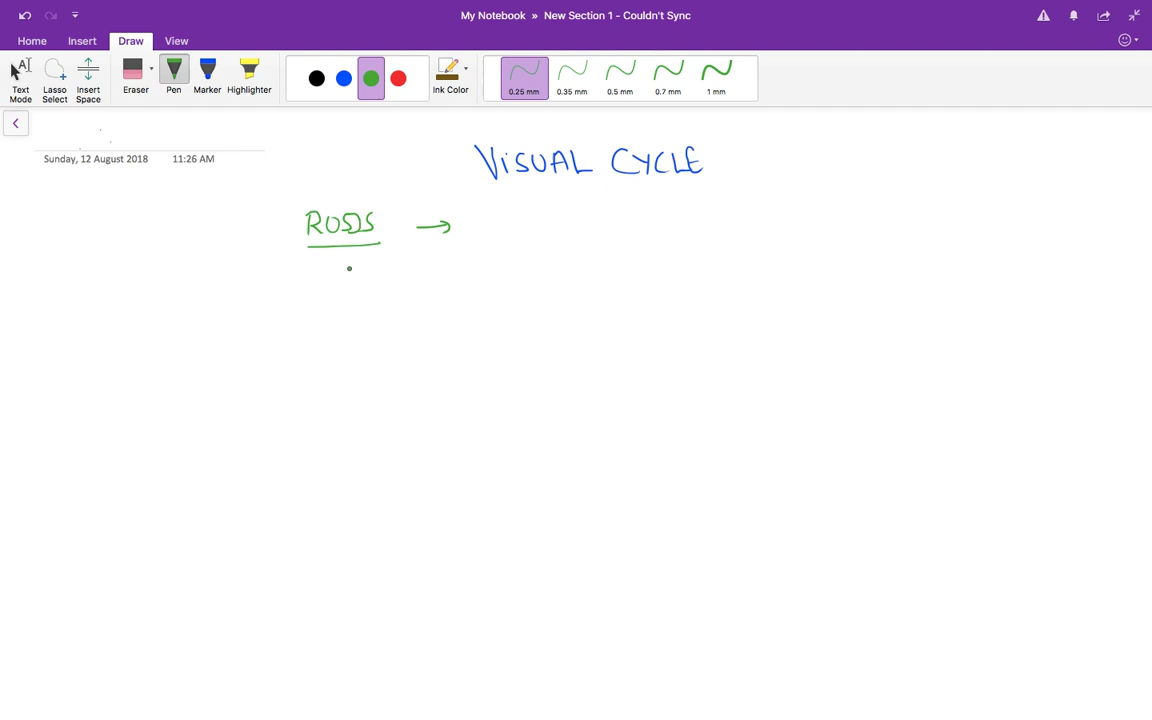 My Notebook » New Section 1 - Couldn't Sync
Home Insert Draw View
Text Mode
Lasso Select
Insert Space
Eraser
Pen
Marker
Highlighter
Ink Color
0.25 mm
0.35 mm
0.5 mm
0.7 mm
1 mm
Sunday, 12 August 2018 11:26 AM
VISUAL CYCLE
RODS →